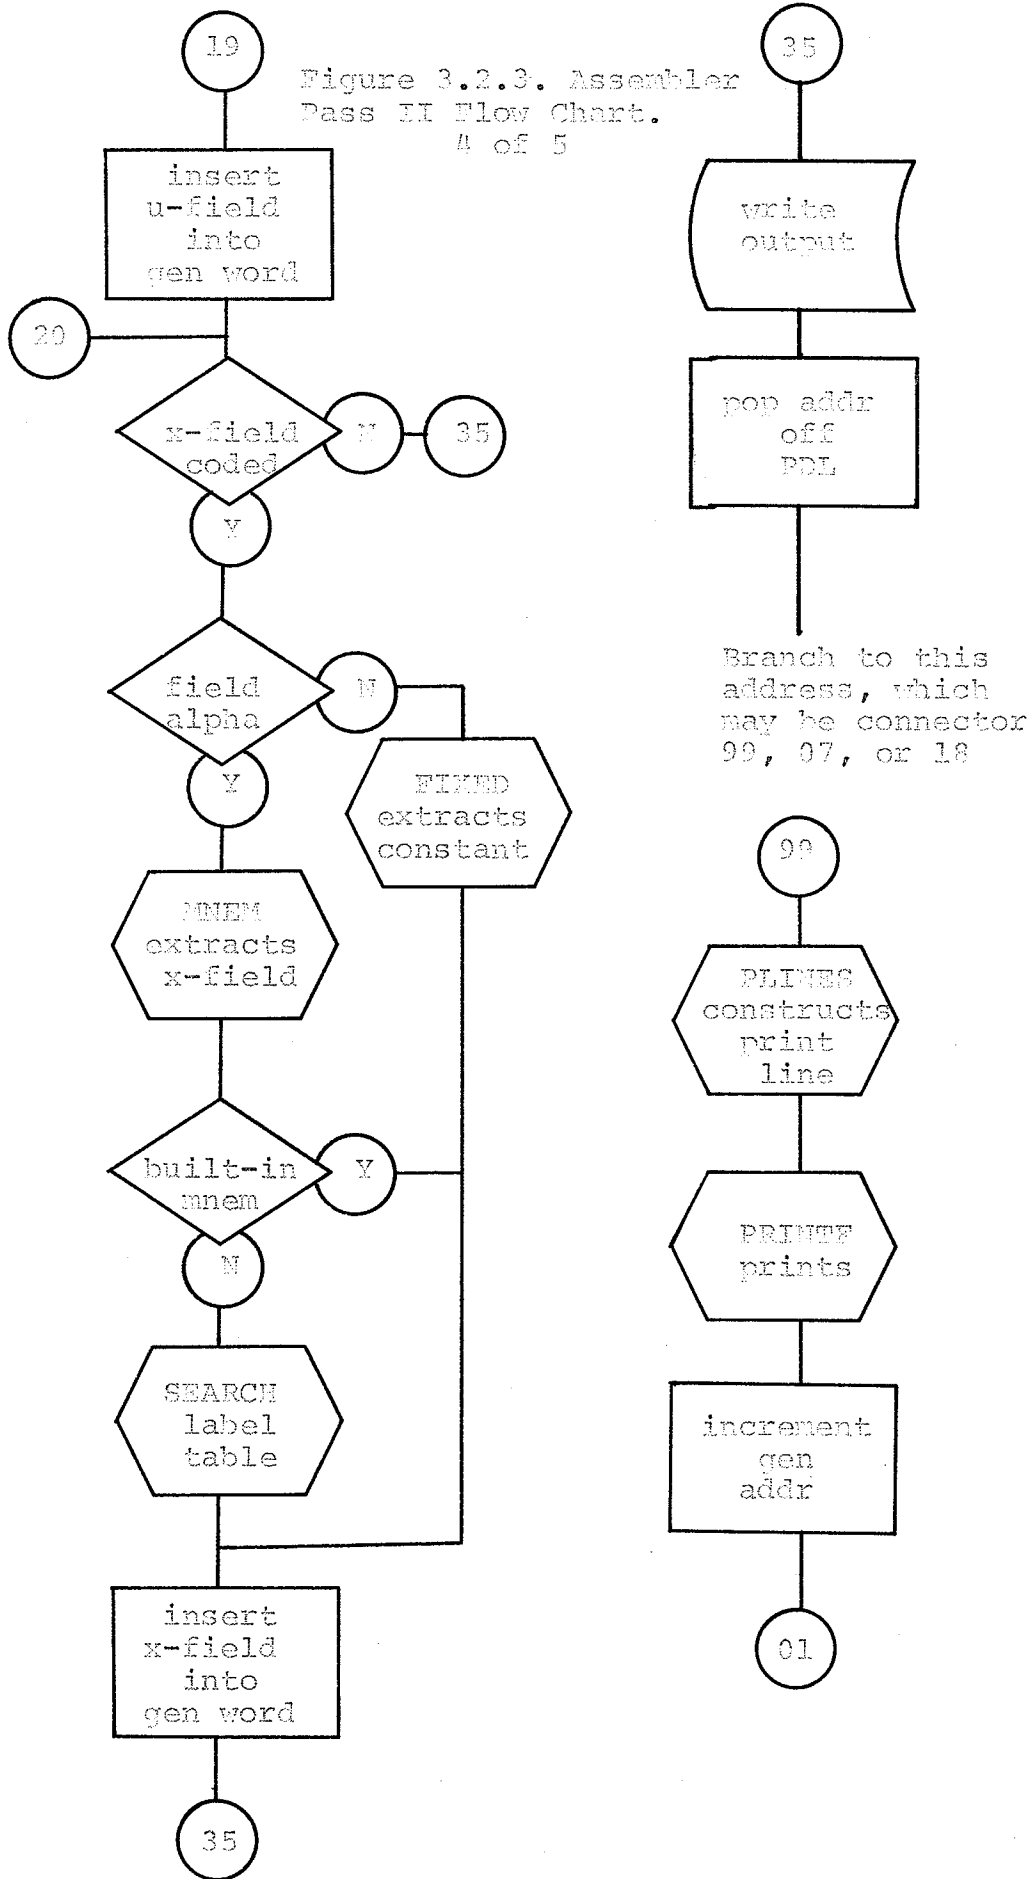 19
Figure 3.2.3. Assembler
Pass II Flow Chart.
4 of 5
insert
u-field
into
gen word
20
x-field
coded
N
35
Y
field
alpha
N
Y
FIXED
extracts
constant
MNEM
extracts
x-field
built-in
mnem
Y
N
SEARCH
label
table
insert
x-field
into
gen word
35
35
write
output
pop addr
off
PDL
Branch to this
address, which
may be connector
99, 07, or 18
99
PLINES
constructs
print
line
PRINTF
prints
increment
gen
addr
01